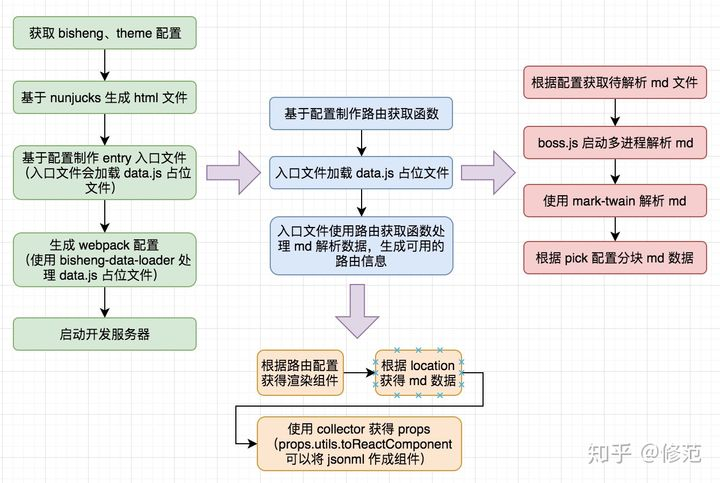 获取 bisheng、theme 配置
基于 nunjucks 生成 html 文件
基于配置制作 entry 入口文件
（入口文件会加载 data.js 占位
文件）
生成 webpack 配置
（使用 bisheng-data-loader 处
理 data.js 占位文件）
启动开发服务器
基于配置制作路由获取函数
入口文件加载 data.js 占位文件
入口文件使用路由获取函数处
理 md 解析数据，生成可用的
路由信息
根据配置获取待解析 md 文件
boss.js 启动多进程解析 md
使用 mark-twain 解析 md
根据 pick 配置分块 md 数据
根据路由配置
获得渲染组件
根据 location
获得 md 数据
使用 collector 获得 props
（props.utils.toReactComponent
可以将 jsonml 作成组件）
知乎 @修范